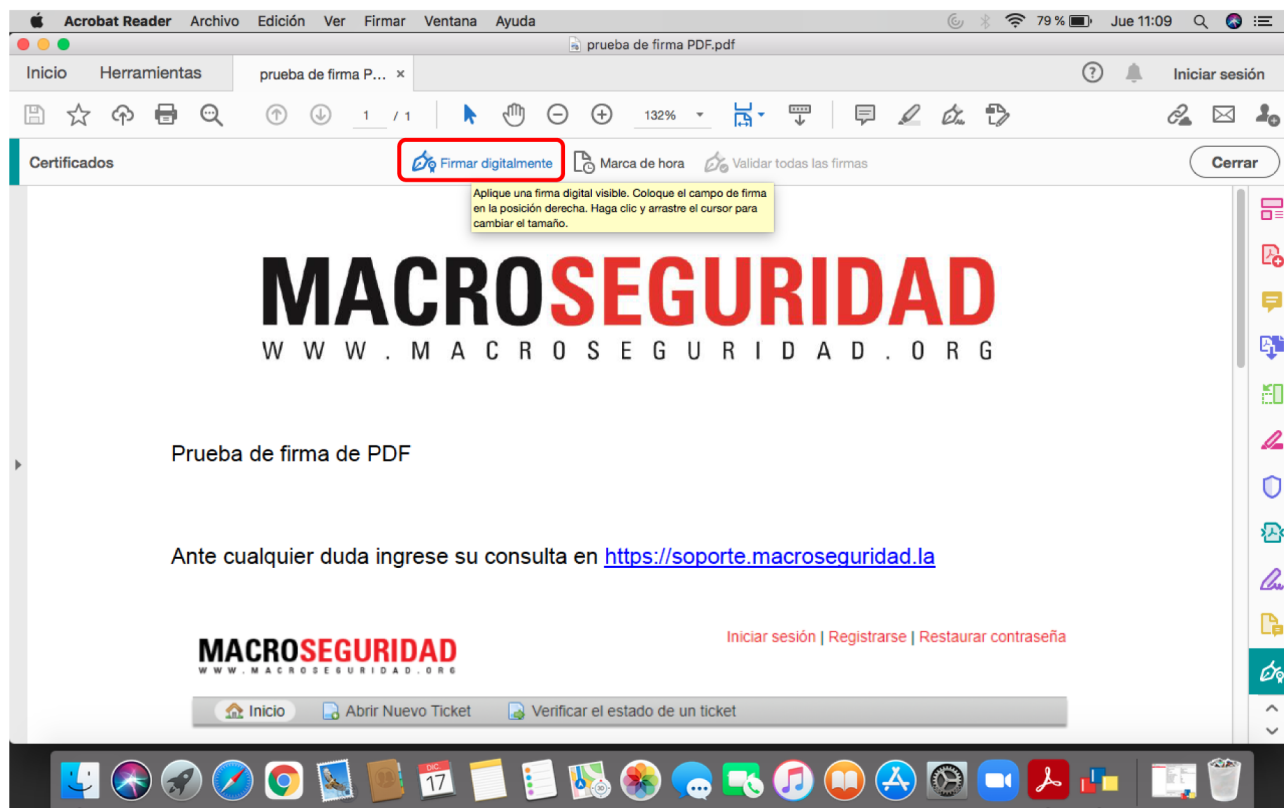 Acrobat Reader Archivo Edición Ver Firmar Ventana Ayuda 79 % Jue 11:09
prueba de firma PDF.pdf
Inicio Herramientas prueba de firma P... × ? Iniciar sesión
1 / 1 132%
Certificados Firmar digitalmente Marca de hora Validar todas las firmas Cerrar
Aplique una firma digital visible. Coloque el campo de firma
en la posición derecha. Haga clic y arrastre el cursor para
cambiar el tamaño.
MACROSEGURIDAD
WWW.MACROSEGURIDAD.ORG
Prueba de firma de PDF
Ante cualquier duda ingrese su consulta en https://soporte.macroseguridad.la
Iniciar sesión | Registrarse | Restaurar contraseña
MACROSEGURIDAD
WWW.MACROSEGURIDAD.ORG
Inicio Abrir Nuevo Ticket Verificar el estado de un ticket
DIC
17